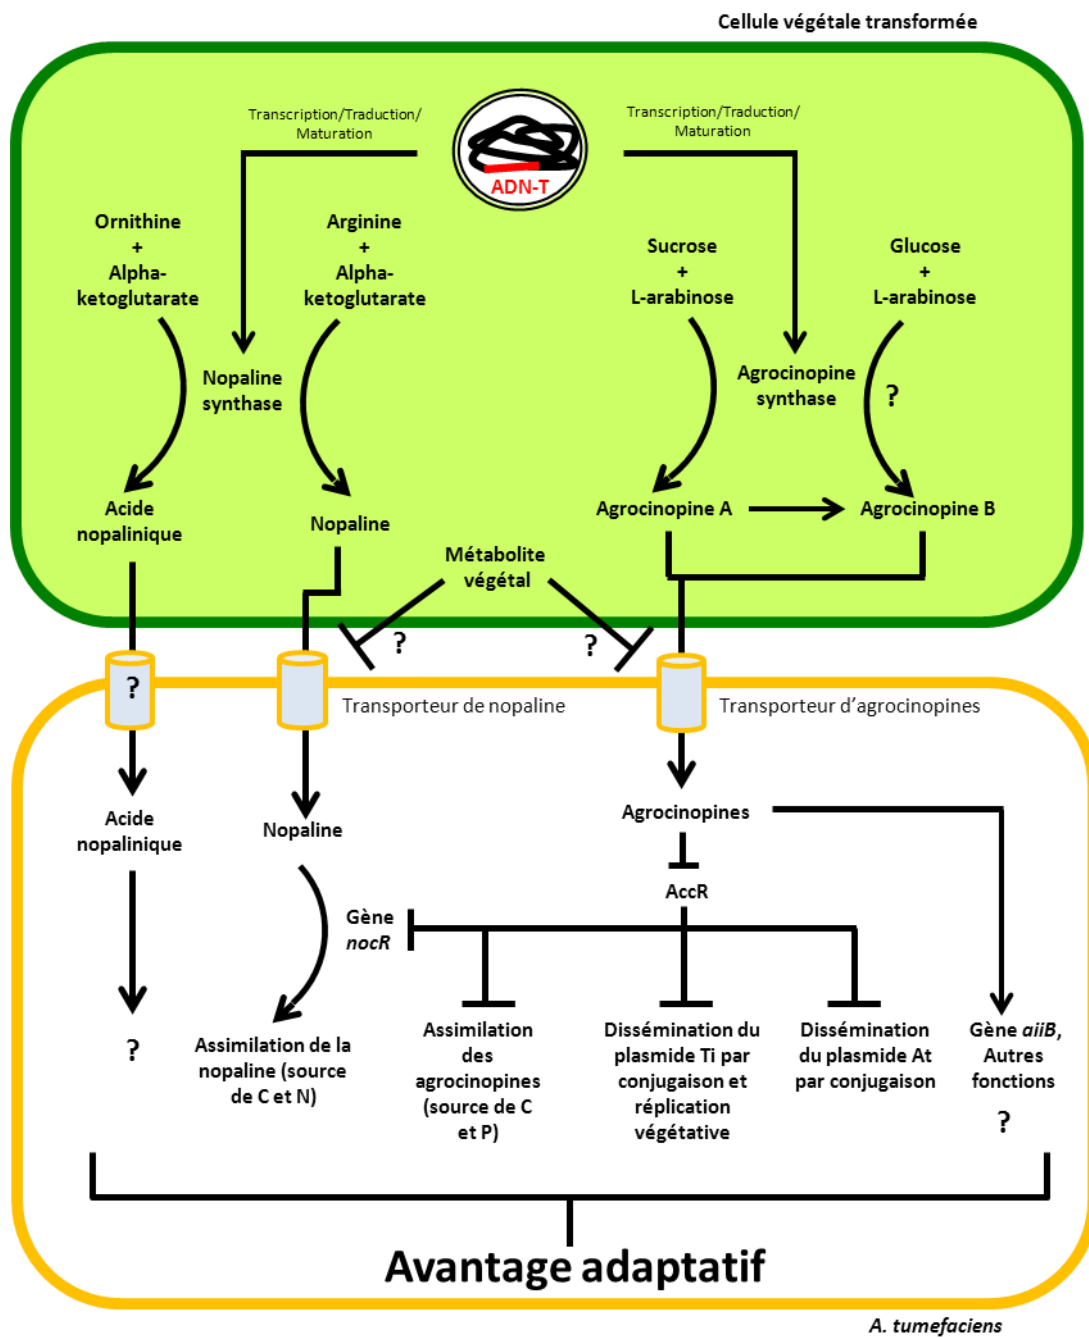 Cellule végétale transformée
Transcription/Traduction/
Maturation
Transcription/Traduction/
Maturation
ADN-T
Ornithine
+
Alpha-
ketoglutarate
Arginine
+
Alpha-
ketoglutarate
Sucrose
+
L-arabinose
Glucose
+
L-arabinose
Nopaline
synthase
Agrocinopine
synthase
?
Acide
nopalinique
Nopaline
Agrocinopine A
Agrocinopine B
Métabolite
végétal
?
?
?
Transporteur de nopaline
Transporteur d'agrocinopines
Acide
nopalinique
Nopaline
Agrocinopines
AccR
Gène
nocR
?
Assimilation de la
nopaline (source
de C et N)
Assimilation
des
agrocinopines
(source de C
et P)
Dissémination du
plasmide Ti par
conjugaison et
réplication
végétative
Dissémination
du plasmide At
par conjugaison
Gène aiiB,
Autres
fonctions
?
Avantage adaptatif
A. tumefaciens